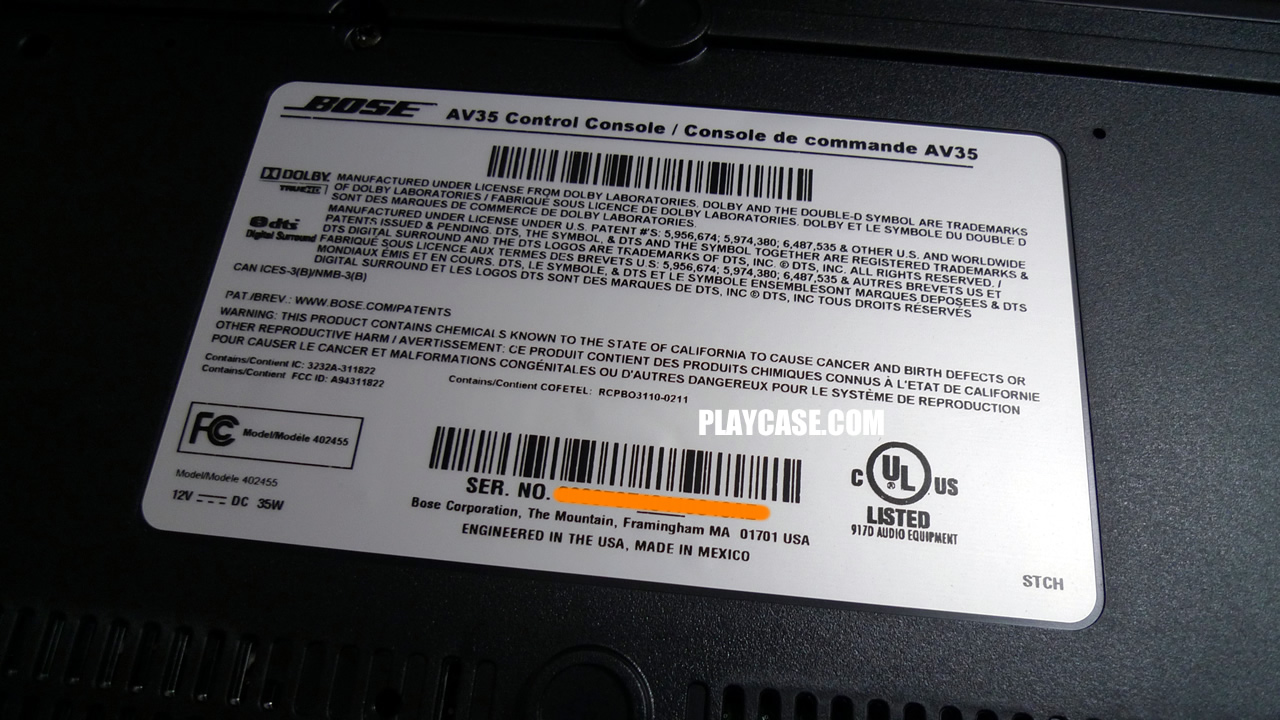 BOSE AV35 Control Console / Console de commande AV35
DOLBY TRUEHD
MANUFACTURED UNDER LICENSE FROM DOLBY LABORATORIES. DOLBY AND THE DOUBLE-D SYMBOL ARE TRADEMARKS
OF DOLBY LABORATORIES / FABRIQUÉ SOUS LICENCE DE DOLBY LABORATORIES. DOLBY ET LE SYMBOLE DU DOUBLE D
SONT DES MARQUES DE COMMERCE DE DOLBY LABORATORIES.
dts Digital Surround
MANUFACTURED UNDER LICENSE UNDER U.S. PATENT #'S: 5,956,674; 5,974,380; 6,487,535 & OTHER U.S. AND WORLDWIDE
PATENTS ISSUED & PENDING. DTS, THE SYMBOL, & DTS AND THE SYMBOL TOGETHER ARE REGISTERED TRADEMARKS &
DTS DIGITAL SURROUND AND THE DTS LOGOS ARE TRADEMARKS OF DTS, INC. © DTS, INC. ALL RIGHTS RESERVED. /
FABRIQUÉ SOUS LICENCE AUX TERMES DES BREVETS U.S: 5,956,674; 5,974,380; 6,487,535 & AUTRES BREVETS US ET
MONDIAUX ÉMIS ET EN COURS. DTS, LE SYMBOLE, & DTS ET LE SYMBOLE ENSEMBLESONT MARQUES DEPOSÉES & DTS
DIGITAL SURROUND ET LES LOGOS DTS SONT DES MARQUES DE DTS, INC © DTS, INC TOUS DROITS RÉSERVÉS
CAN ICES-3(B)/NMB-3(B)
PAT./BREV.: WWW.BOSE.COM/PATENTS
WARNING: THIS PRODUCT CONTAINS CHEMICALS KNOWN TO THE STATE OF CALIFORNIA TO CAUSE CANCER AND BIRTH DEFECTS OR
OTHER REPRODUCTIVE HARM / AVERTISSEMENT: CE PRODUIT CONTIENT DES PRODUITS CHIMIQUES CONNUS À L'ETAT DE CALIFORNIE
POUR CAUSER LE CANCER ET MALFORMATIONS CONGÉNITALES OU D'AUTRES DANGEREUX POUR LE SYSTÈME DE REPRODUCTION
Contains/Contient IC: 3232A-311822
Contains/Contient FCC ID: A94311822
Contains/Contient COFETEL: RCPBO3110-0211
PLAYCASE.COM
FC Model/Modèle 402455
Model/Modèle 402455
12V DC 35W
SER. NO.
Bose Corporation, The Mountain, Framingham MA 01701 USA
ENGINEERED IN THE USA, MADE IN MEXICO
C UL US
LISTED
917D AUDIO EQUIPMENT
STCH